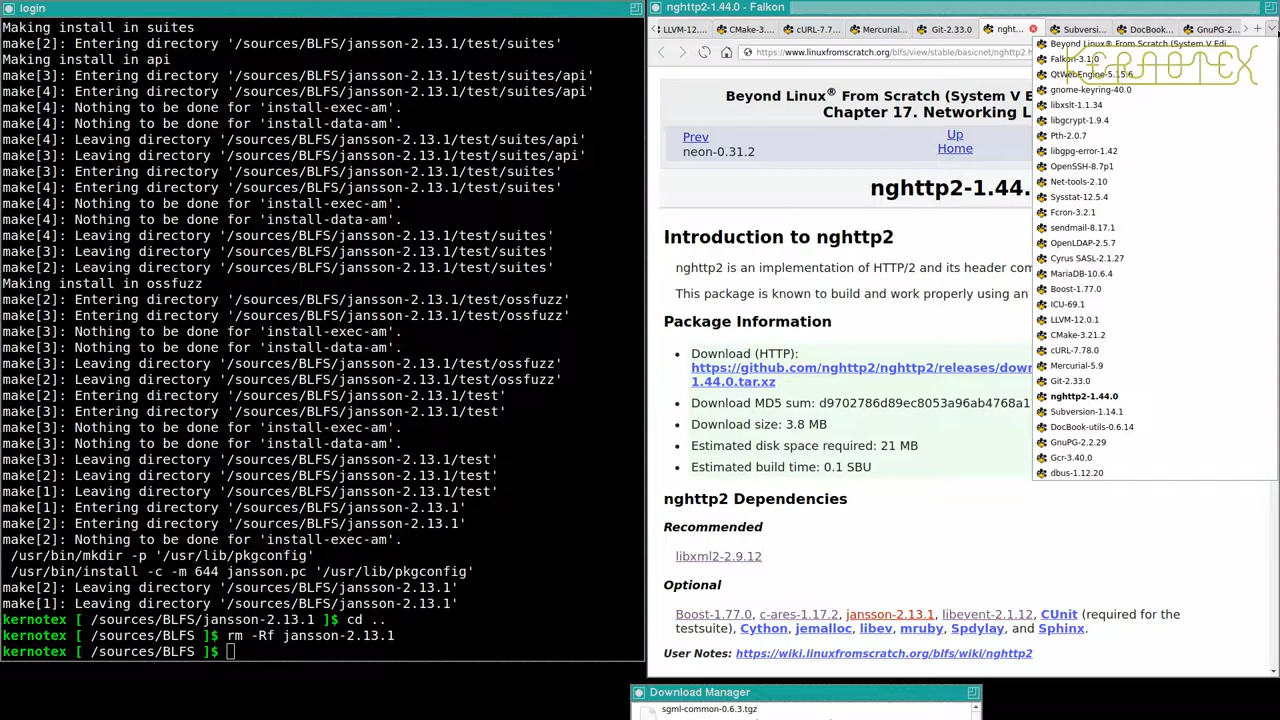 login
Making install in suites
make[2]: Entering directory '/sources/BLFS/jansson-2.13.1/test/suites'
Making install in api
make[3]: Entering directory '/sources/BLFS/jansson-2.13.1/test/suites/api'
make[4]: Entering directory '/sources/BLFS/jansson-2.13.1/test/suites/api'
make[4]: Nothing to be done for 'install-exec-am'.
make[4]: Nothing to be done for 'install-data-am'.
make[4]: Leaving directory '/sources/BLFS/jansson-2.13.1/test/suites/api'
make[3]: Leaving directory '/sources/BLFS/jansson-2.13.1/test/suites/api'
make[3]: Entering directory '/sources/BLFS/jansson-2.13.1/test/suites'
make[4]: Entering directory '/sources/BLFS/jansson-2.13.1/test/suites'
make[4]: Nothing to be done for 'install-exec-am'.
make[4]: Nothing to be done for 'install-data-am'.
make[4]: Leaving directory '/sources/BLFS/jansson-2.13.1/test/suites'
make[3]: Leaving directory '/sources/BLFS/jansson-2.13.1/test/suites'
make[2]: Leaving directory '/sources/BLFS/jansson-2.13.1/test/suites'
Making install in ossfuzz
make[2]: Entering directory '/sources/BLFS/jansson-2.13.1/test/ossfuzz'
make[3]: Entering directory '/sources/BLFS/jansson-2.13.1/test/ossfuzz'
make[3]: Nothing to be done for 'install-exec-am'.
make[3]: Nothing to be done for 'install-data-am'.
make[3]: Leaving directory '/sources/BLFS/jansson-2.13.1/test/ossfuzz'
make[2]: Leaving directory '/sources/BLFS/jansson-2.13.1/test/ossfuzz'
make[2]: Entering directory '/sources/BLFS/jansson-2.13.1/test'
make[3]: Entering directory '/sources/BLFS/jansson-2.13.1/test'
make[3]: Nothing to be done for 'install-exec-am'.
make[3]: Nothing to be done for 'install-data-am'.
make[3]: Leaving directory '/sources/BLFS/jansson-2.13.1/test'
make[2]: Leaving directory '/sources/BLFS/jansson-2.13.1/test'
make[1]: Leaving directory '/sources/BLFS/jansson-2.13.1/test'
make[1]: Entering directory '/sources/BLFS/jansson-2.13.1'
make[2]: Entering directory '/sources/BLFS/jansson-2.13.1'
make[2]: Nothing to be done for 'install-exec-am'.
/usr/bin/mkdir -p '/usr/lib/pkgconfig'
/usr/bin/install -c -m 644 jansson.pc '/usr/lib/pkgconfig'
make[2]: Leaving directory '/sources/BLFS/jansson-2.13.1'
make[1]: Leaving directory '/sources/BLFS/jansson-2.13.1'
kernotex [ /sources/BLFS/jansson-2.13.1 ]$ cd ..
kernotex [ /sources/BLFS ]$ rm -Rf jansson-2.13.1
kernotex [ /sources/BLFS ]$
nghttp2-1.44.0 - Falkon
LLVM-12.... CMake-3.... cURL-7.7... Mercurial... Git-2.33.0 nght... Subversi... DocBook... GnuPG-2...
https://www.linuxfromscratch.org/blfs/view/stable/basicnet/nghttp2.h
Beyond Linux® From Scratch (System V E
Chapter 17. Networking L
Prev Up
neon-0.31.2 Home
nghttp2-1.44.
Introduction to nghttp2
nghttp2 is an implementation of HTTP/2 and its header com
This package is known to build and work properly using an
Package Information
• Download (HTTP):
https://github.com/nghttp2/nghttp2/releases/down
1.44.0.tar.xz
• Download MD5 sum: d9702786d89ec8053a96ab4768a1
• Download size: 3.8 MB
• Estimated disk space required: 21 MB
• Estimated build time: 0.1 SBU
nghttp2 Dependencies
Recommended
libxml2-2.9.12
Optional
Boost-1.77.0, c-ares-1.17.2, jansson-2.13.1, libevent-2.1.12, CUnit (required for the
testsuite), Cython, jemalloc, libev, mruby, Spdylay, and Sphinx.
User Notes: https://wiki.linuxfromscratch.org/blfs/wiki/nghttp2
Beyond Linux® From Scratch (System V Edi
Falkon-3.1.0
QtWebEngine-5.15.6
gnome-keyring-40.0
libxslt-1.1.34
libgcrypt-1.9.4
Pth-2.0.7
libgpg-error-1.42
OpenSSH-8.7p1
Net-tools-2.10
Sysstat-12.5.4
Fcron-3.2.1
sendmail-8.17.1
OpenLDAP-2.5.7
Cyrus SASL-2.1.27
MariaDB-10.6.4
Boost-1.77.0
ICU-69.1
LLVM-12.0.1
CMake-3.21.2
cURL-7.78.0
Mercurial-5.9
Git-2.33.0
nghttp2-1.44.0
Subversion-1.14.1
DocBook-utils-0.6.14
GnuPG-2.2.29
Gcr-3.40.0
dbus-1.12.20
KERNOTEX
Download Manager
sgml-common-0.6.3.tgz